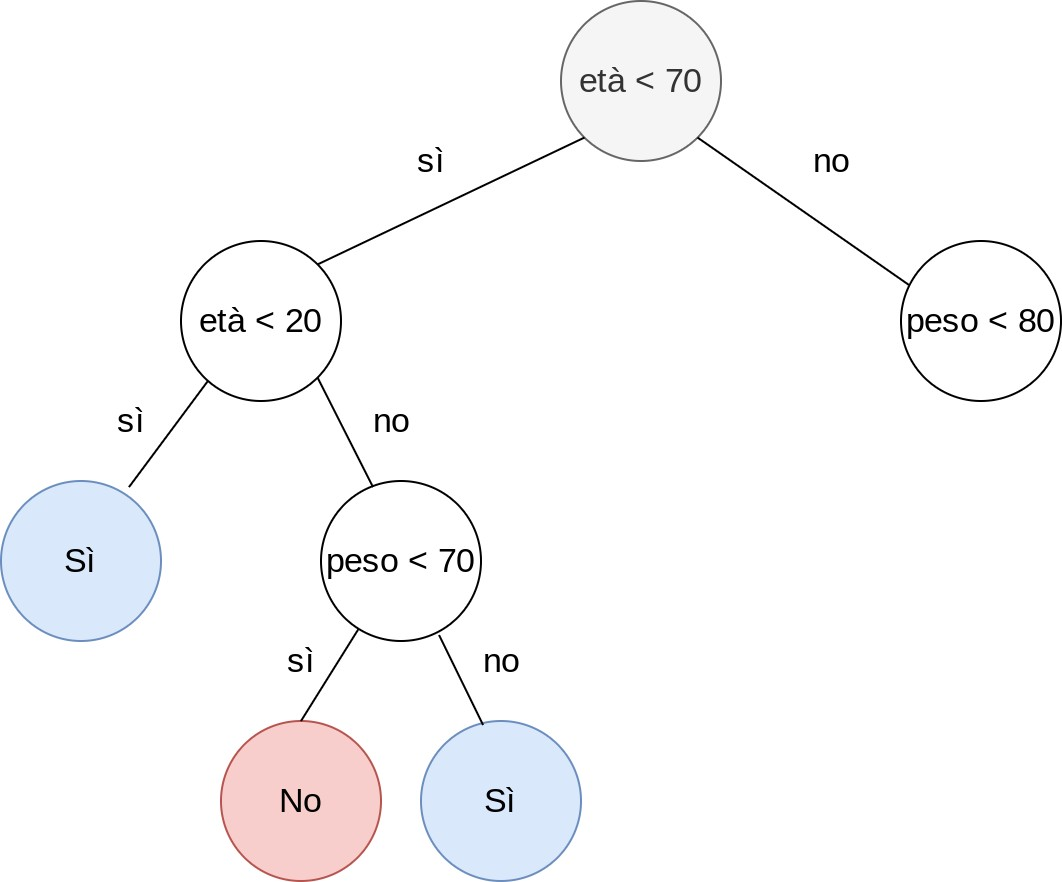 età < 70
sì
no
età < 20
peso < 80
sì
no
Sì
peso < 70
sì
no
No
Sì